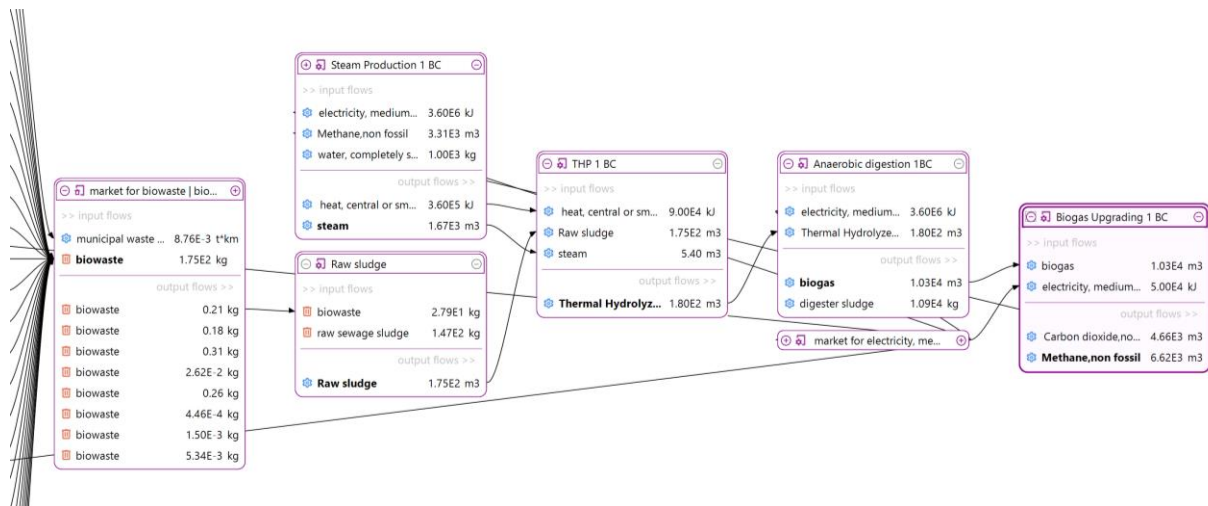 market for biowaste | bio...
>> input flows
municipal waste ... 8.76E-3 t*km
biowaste 1.75E2 kg
output flows >>
biowaste 0.21 kg
biowaste 0.18 kg
biowaste 0.31 kg
biowaste 2.62E-2 kg
biowaste 0.26 kg
biowaste 4.46E-4 kg
biowaste 1.50E-3 kg
biowaste 5.34E-3 kg
Steam Production 1 BC
>> input flows
electricity, medium... 3.60E6 kJ
Methane,non fossil 3.31E3 m3
water, completely s... 1.00E3 kg
output flows >>
heat, central or sm... 3.60E5 kJ
steam 1.67E3 m3
Raw sludge
>> input flows
biowaste 2.79E1 kg
raw sewage sludge 1.47E2 kg
output flows >>
Raw sludge 1.75E2 m3
THP 1 BC
>> input flows
heat, central or sm... 9.00E4 kJ
Raw sludge 1.75E2 m3
steam 5.40 m3
output flows >>
Thermal Hydrolyz... 1.80E2 m3
Anaerobic digestion 1BC
>> input flows
electricity, medium... 3.60E6 kJ
Thermal Hydrolyze... 1.80E2 m3
output flows >>
biogas 1.03E4 m3
digester sludge 1.09E4 kg
market for electricity, me...
Biogas Upgrading 1 BC
>> input flows
biogas 1.03E4 m3
electricity, medium... 5.00E4 kJ
output flows >>
Carbon dioxide,no... 4.66E3 m3
Methane,non fossil 6.62E3 m3